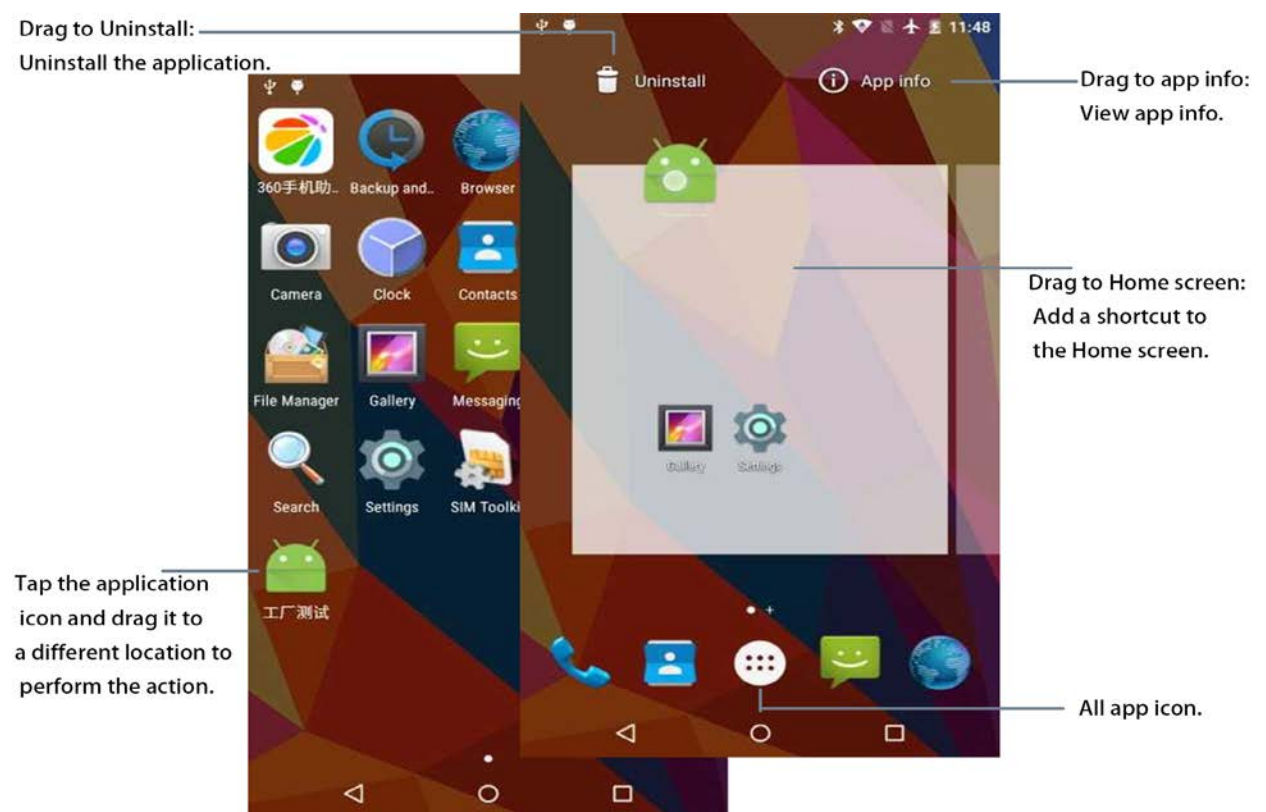 Drag to Uninstall:
Uninstall the application.
11:48
Uninstall
App info
Drag to app info:
View app info.
360手机助..
Backup and..
Browser
Camera
Clock
Contacts
Drag to Home screen:
Add a shortcut to
the Home screen.
File Manager
Gallery
Messaging
Gallery
Settings
Search
Settings
SIM Toolki
Tap the application
icon and drag it to
a different location to
perform the action.
工厂测试
All app icon.